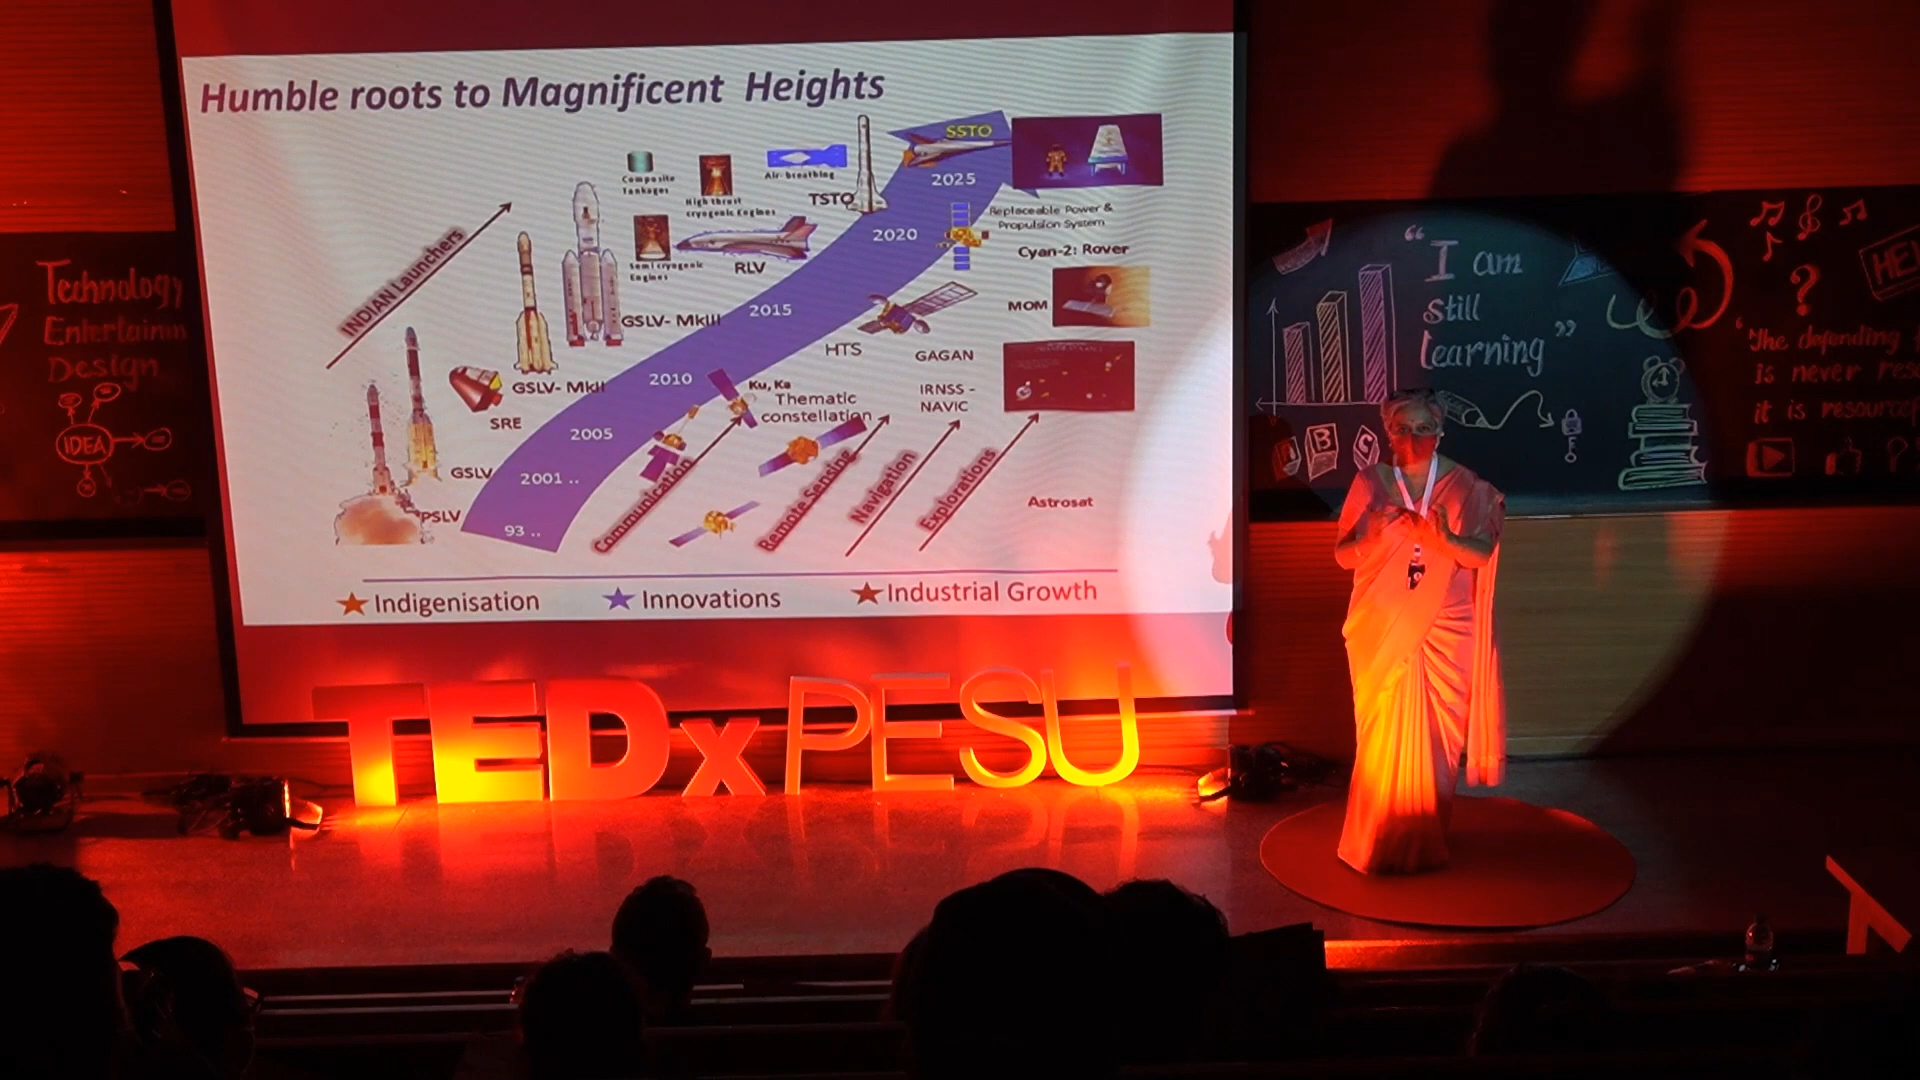 Humble roots to Magnificent Heights
SSTO
2025
Composite
Tankages
High thrust
cryogenic Engines
Air-breathing
TSTO
2020
Replaceable Power &
Propulsion System
Cyan-2: Rover
INDIAN Launchers
Semi cryogenic
Engines
RLV
MOM
GSLV- MkIII
2015
HTS
GAGAN
GSLV- MkII
2010
Ku, Ka
Thematic
constellation
IRNSS -
NAVIC
SRE
2005
GSLV
2001 ..
PSLV
93 ..
Communication
Remote Sensing
Navigation
Explorations
Astrosat
Indigenisation
Innovations
Industrial Growth
TEDxPESU
Technology
Entertainm
Design
IDEA
"I am
still
learning"
B
C
HEL
?
"The defending
is never
it is